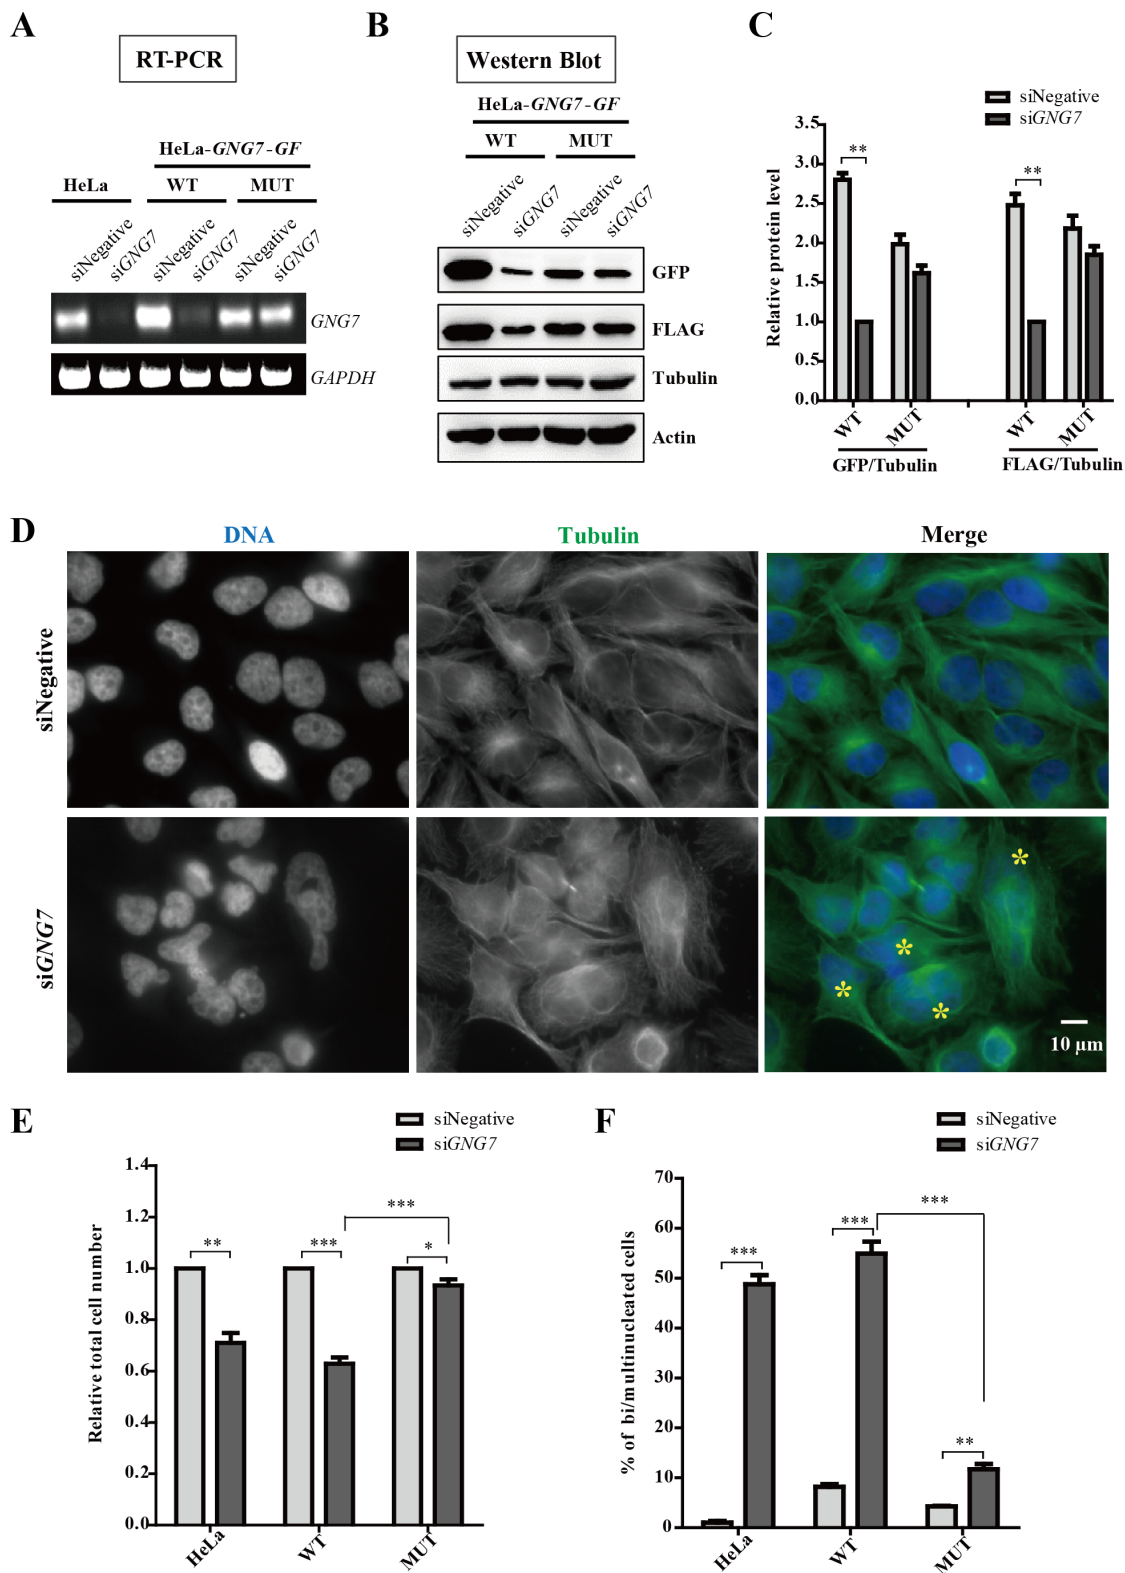 A
RT-PCR
HeLa-GNG7-GF
HeLa WT MUT
siNegative siGNG7 siNegative siGNG7 siNegative siGNG7
GNG7
GAPDH
B
Western Blot
HeLa-GNG7-GF
WT MUT
siNegative siGNG7 siNegative siGNG7
GFP
FLAG
Tubulin
Actin
C
siNegative
siGNG7
Relative protein level
3.5
3.0
2.5
2.0
1.5
1.0
0.5
0.0
** **
WT MUT WT MUT
GFP/Tubulin FLAG/Tubulin
D
DNA Tubulin Merge
siNegative
siGNG7
* * * *
10 μm
E
siNegative
siGNG7
Relative total cell number
1.4
1.2
1.0
0.8
0.6
0.4
0.2
0.0
***
** *** *
HeLa WT MUT
F
siNegative
siGNG7
% of bi/multinucleated cells
70
60
50
40
30
20
10
0
*** ***
***
**
HeLa WT MUT